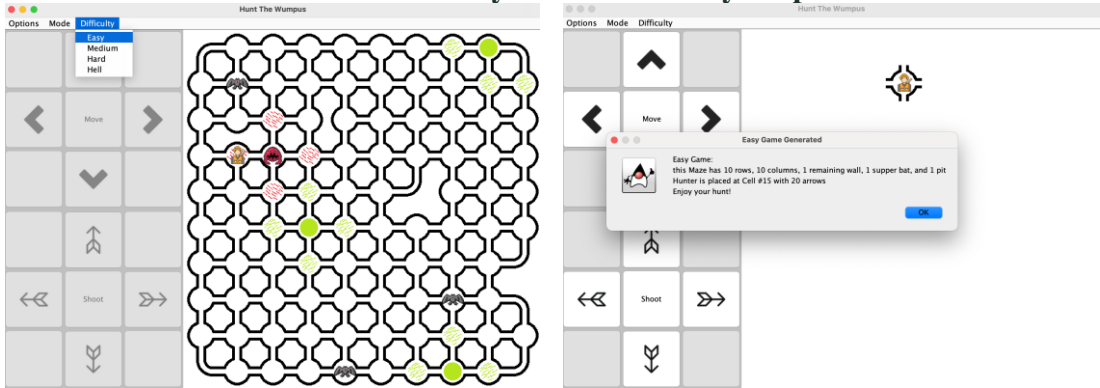 Hunt The Wumpus
Options Mode Difficulty
Easy
Medium
Hard
Hell
Move
Shoot
Hunt The Wumpus
Options Mode Difficulty
Move
Easy Game Generated
Easy Game:
this Maze has 10 rows, 10 columns, 1 remaining wall, 1 supper bat, and 1 pit
Hunter is placed at Cell #15 with 20 arrows
Enjoy your hunt!
OK
Shoot